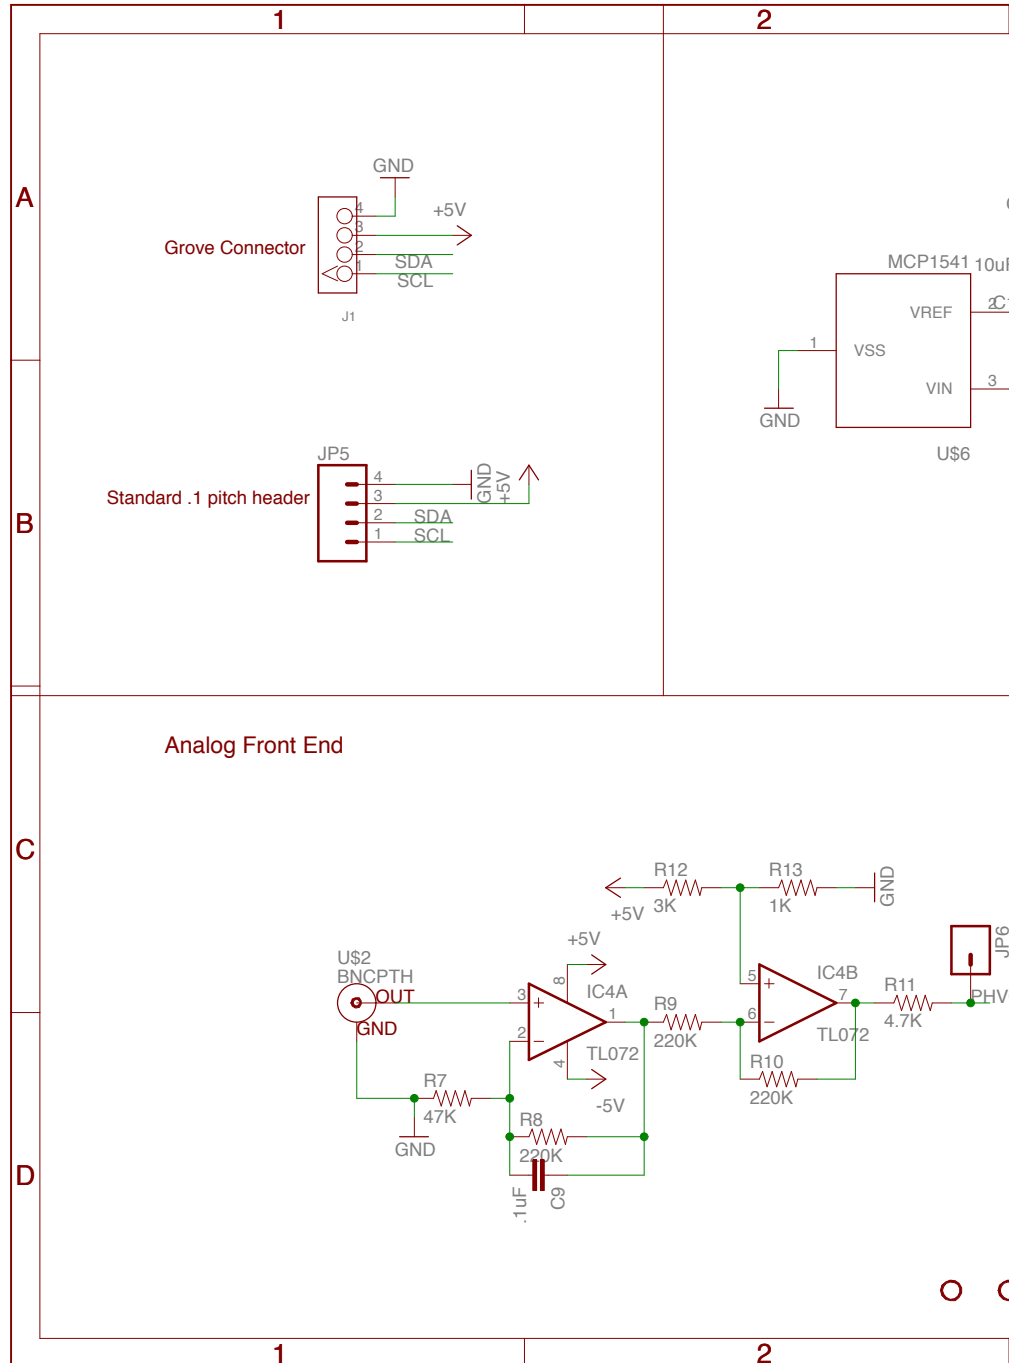 1
2
A
GND
4
+5V
3
Grove Connector
2
SDA
1
SCL
J1
MCP1541
10uF
VREF
2
1
VSS
VIN
3
GND
U$6
JP5
4
GND
+5V
Standard .1 pitch header
3
B
2
SDA
1
SCL
Analog Front End
C
R12
R13
+5V
3K
1K
GND
U$2
BNCPTH
OUT
GND
+5V
8
3
+
IC4A
2
−
1
TL072
4
-5V
R9
220K
5
+
IC4B
6
−
7
TL072
R11
4.7K
JP6
PHV
R10
220K
R7
47K
GND
R8
220K
.1uF
C9
D
1
2